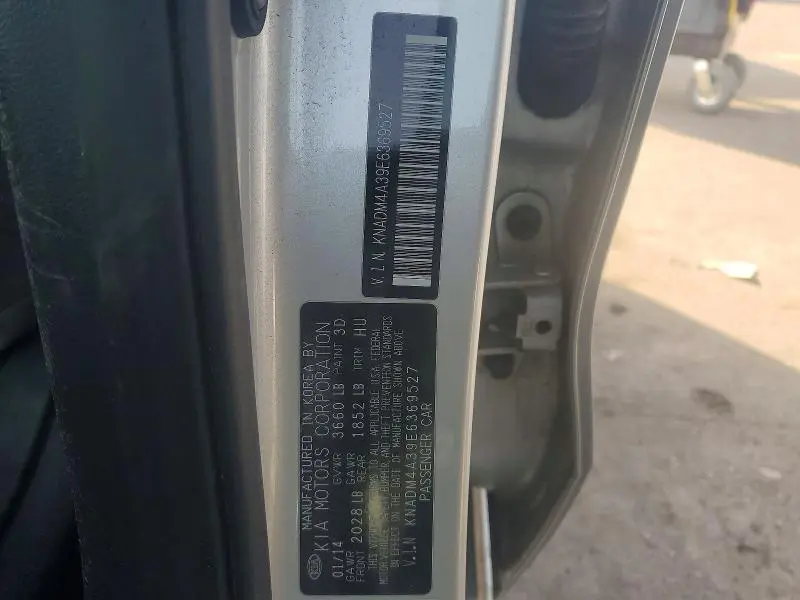 V.I.N. KNADM4A39E6369527
MANUFACTURED IN KOREA BY
KIA MOTORS CORPORATION
01/14 GVWR 3660 LB PAINT 3D
GAWR FRONT 2028 LB GAWR REAR 1852 LB TRIM HU
THIS VEHICLE CONFORMS TO ALL APPLICABLE U.S.A FEDERAL
MOTOR VEHICLE SAFETY, BUMPER, AND THEFT PREVENTION STANDARDS
IN EFFECT ON THE DATE OF MANUFACTURE SHOWN ABOVE
V.I.N KNADM4A39E6369527
PASSENGER CAR
KIA